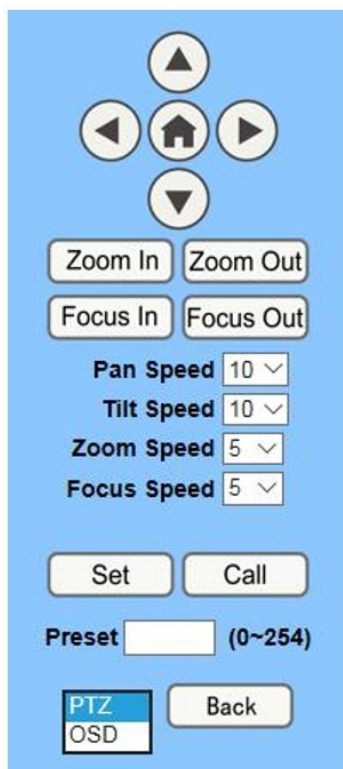 Zoom In Zoom Out
Focus In Focus Out
Pan Speed 10
Tilt Speed 10
Zoom Speed 5
Focus Speed 5
Set Call
Preset (0~254)
PTZ Back
OSD